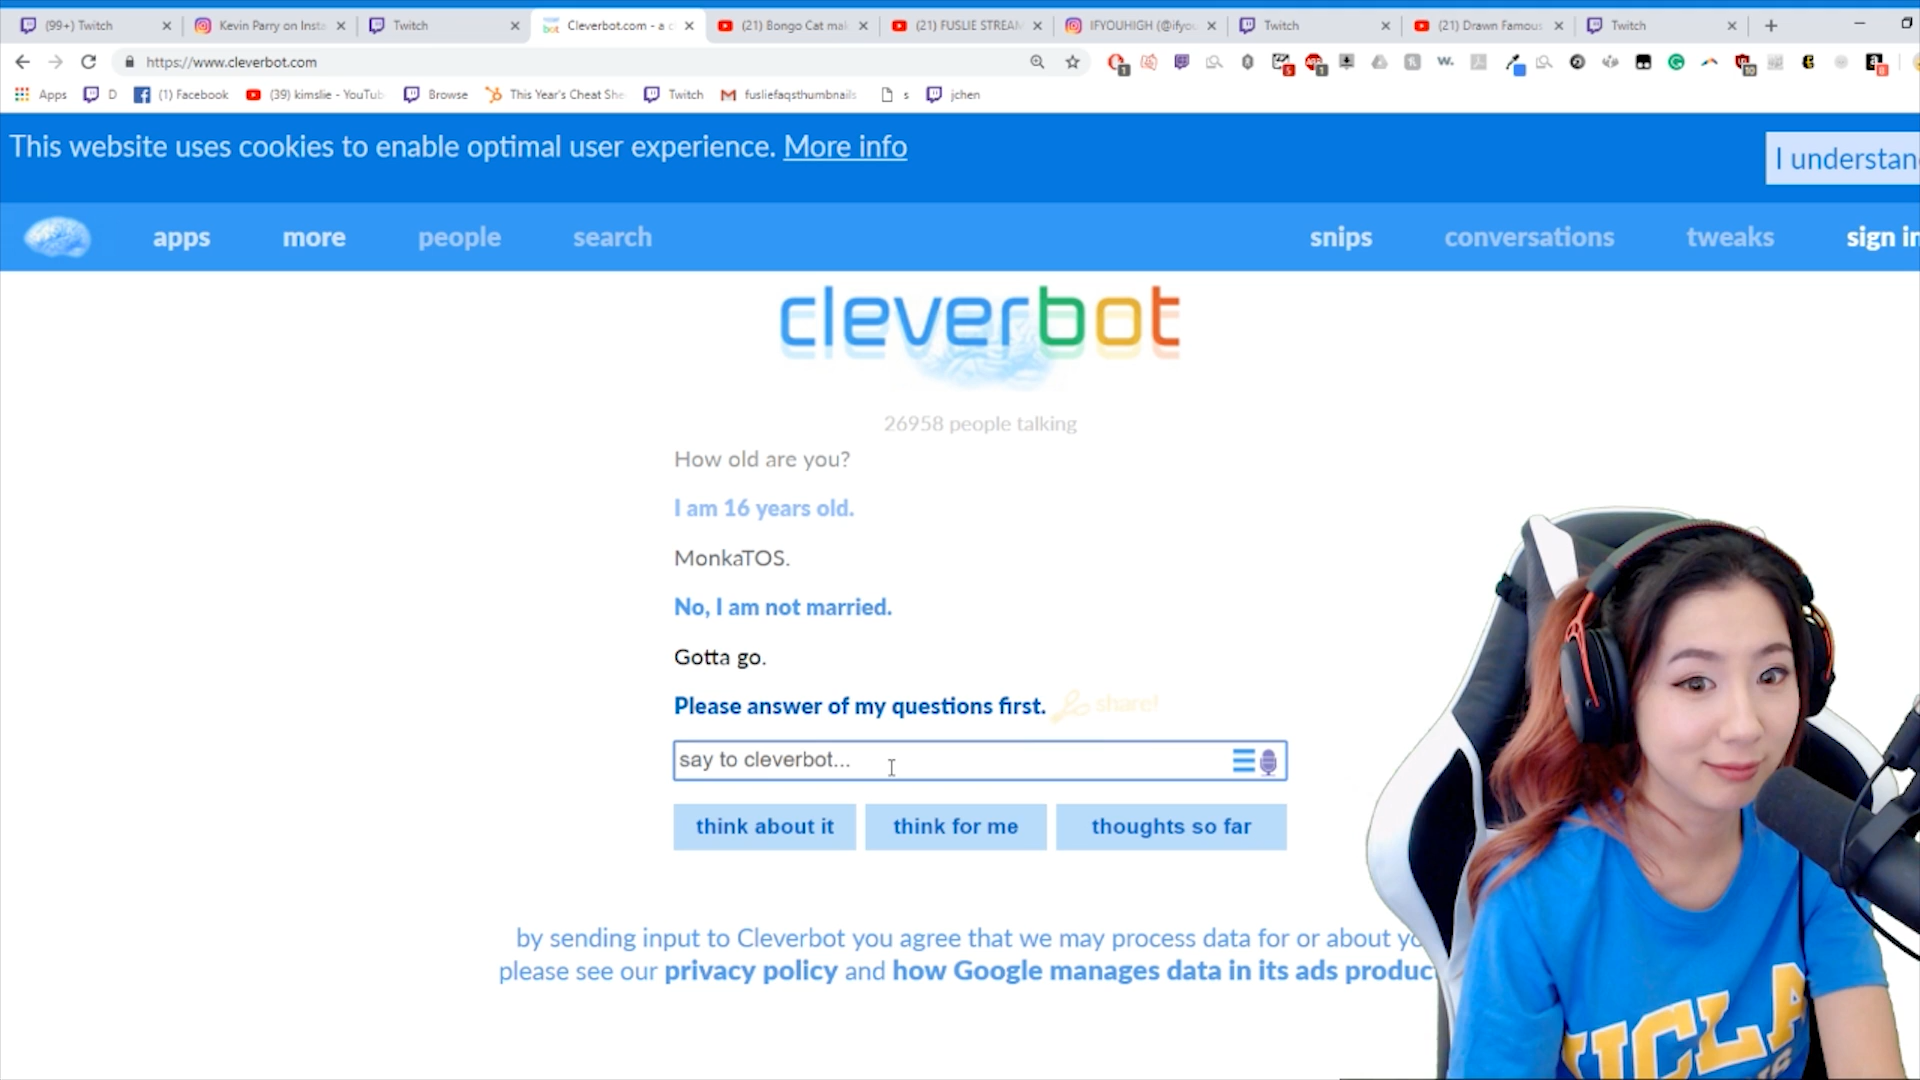 (99+) Twitch
Kevin Parry on Insta
Twitch
Cleverbot.com - a c
(21) Bongo Cat mak
(21) FUSLIE STREAM
IFYOUHIGH (@ifyou
Twitch
(21) Drawn Famous
Twitch
https://www.cleverbot.com
Apps
D
(1) Facebook
(39) kimslie - YouTub
Browse
This Year's Cheat She
Twitch
fusliefaqsthumbnails
s
jchen
This website uses cookies to enable optimal user experience. More info
I understan
apps
more
people
search
snips
conversations
tweaks
sign in
cleverbot
26958 people talking
How old are you?
I am 16 years old.
MonkaTOS.
No, I am not married.
Gotta go.
Please answer of my questions first.
share!
say to cleverbot...
think about it
think for me
thoughts so far
by sending input to Cleverbot you agree that we may process data for or about yo
please see our privacy policy and how Google manages data in its ads produc
UCLA